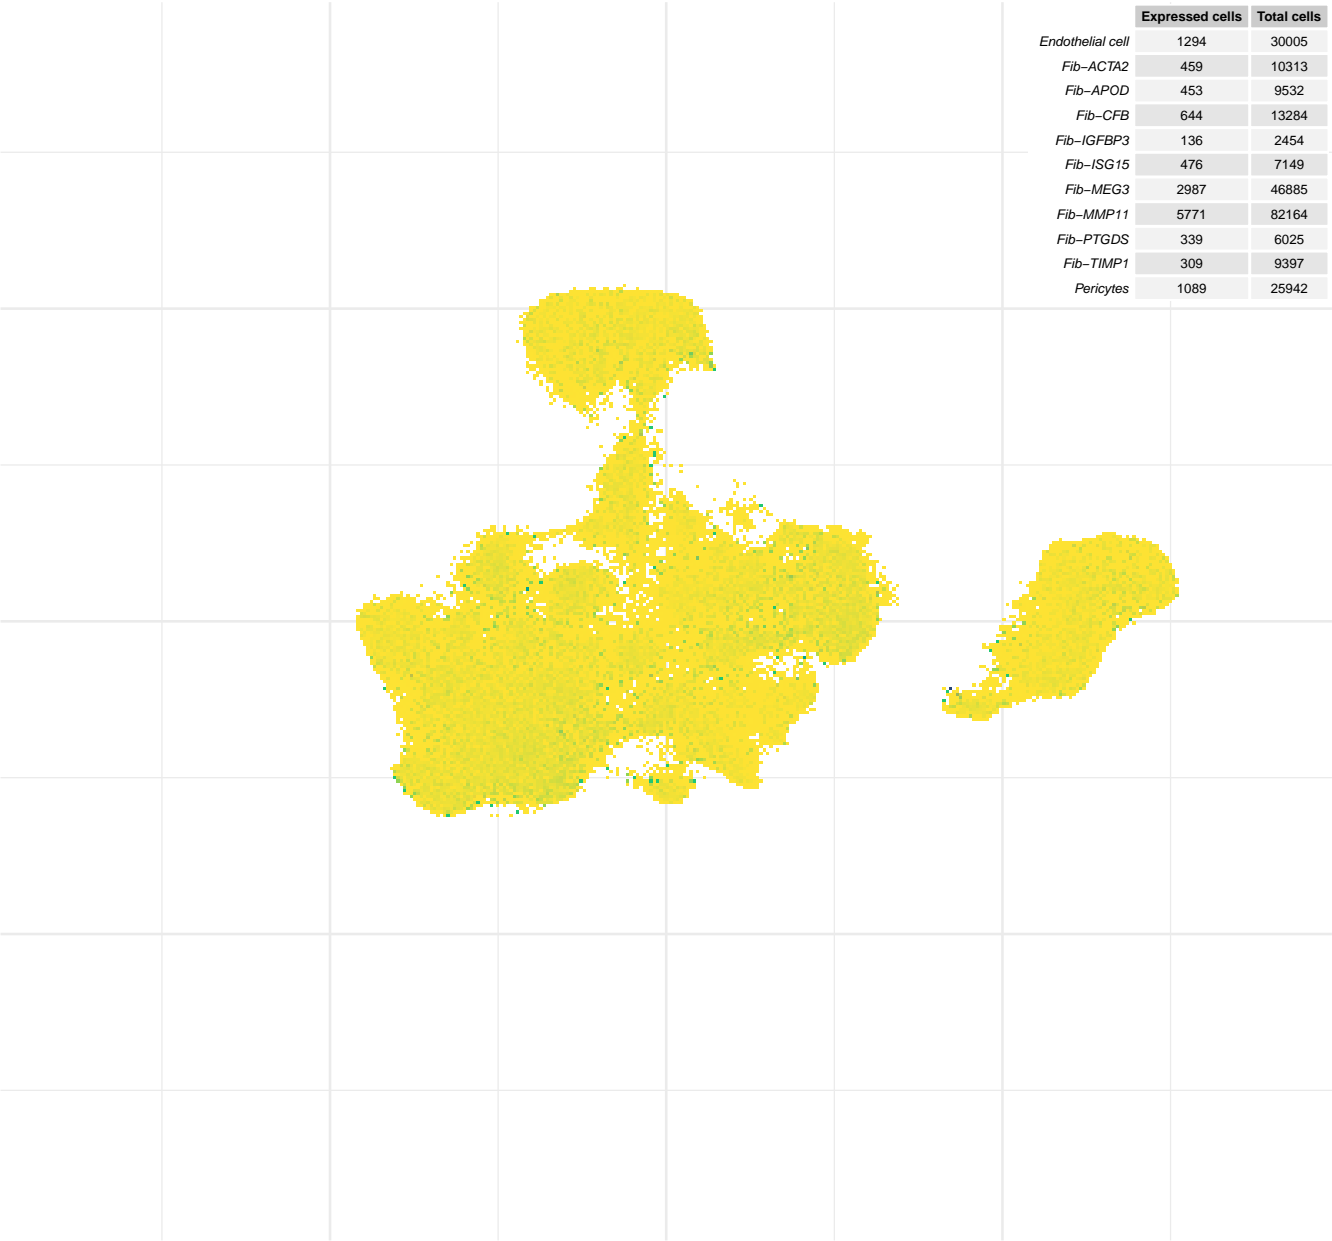 Expressed cells Total cells
Endothelial cell 1294 30005
Fib−ACTA2 459 10313
Fib−APOD 453 9532
Fib−CFB 644 13284
Fib−IGFBP3 136 2454
Fib−ISG15 476 7149
Fib−MEG3 2987 46885
Fib−MMP11 5771 82164
Fib−PTGDS 339 6025
Fib−TIMP1 309 9397
Pericytes 1089 25942